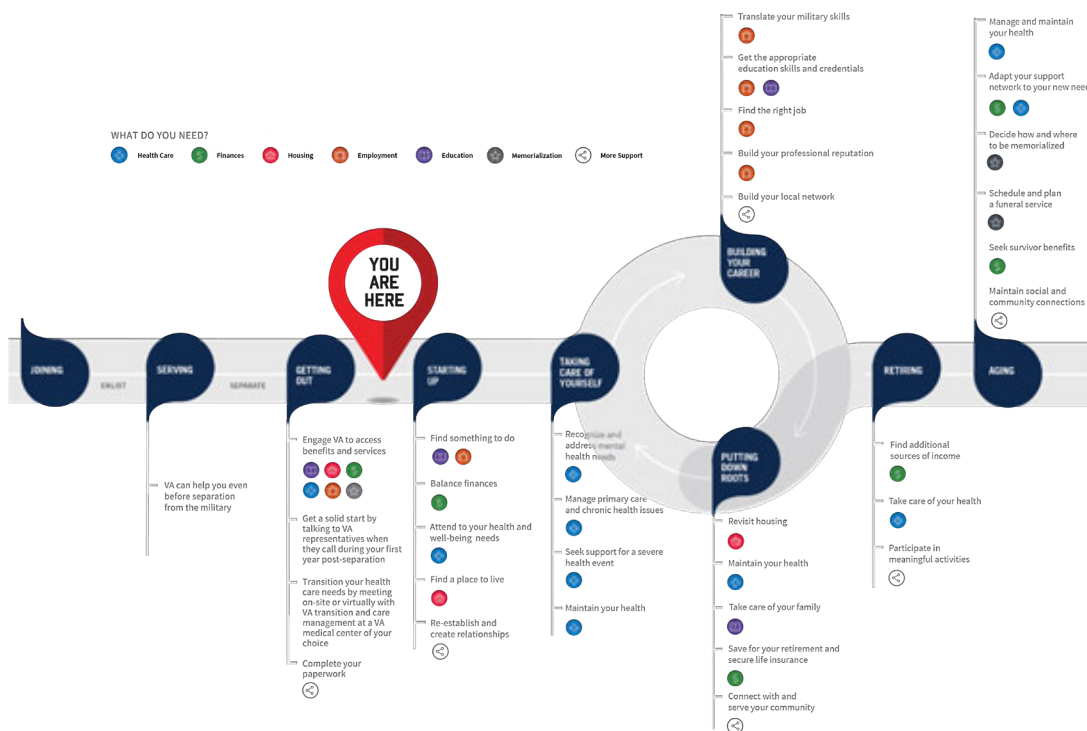 WHAT DO YOU NEED?
Health Care
Finances
Housing
Employment
Education
Memorialization
More Support
YOU
ARE
HERE
JOINING
ENLIST
SERVING
VA can help you even
before separation
from the military
SEPARATE
GETTING
OUT
Engage VA to access
benefits and services
Get a solid start by
talking to VA
representatives when
they call during your first
year post-separation
Transition your health
care needs by meeting
on-site or virtually with
VA transition and care
management at a VA
medical center of your
choice
Complete your
paperwork
STARTING
UP
Find something to do
Balance finances
Attend to your health and
well-being needs
Find a place to live
Re-establish and
create relationships
TAKING
CARE OF
YOURSELF
Recognize and
address mental
health needs
Manage primary care
and chronic health issues
Seek support for a severe
health event
Maintain your health
Translate your military skills
Get the appropriate
education skills and credentials
Find the right job
Build your professional reputation
Build your local network
BUILDING
YOUR
CAREER
PUTTING
DOWN
ROOTS
Revisit housing
Maintain your health
Take care of your family
Save for your retirement and
secure life insurance
Connect with and
serve your community
RETIRING
Find additional
sources of income
Take care of your health
Participate in
meaningful activities
Manage and maintain
your health
Adapt your support
network to your new
Decide how and where
to be memorialized
Schedule and plan
a funeral service
Seek survivor benefits
Maintain social and
community connections
AGING